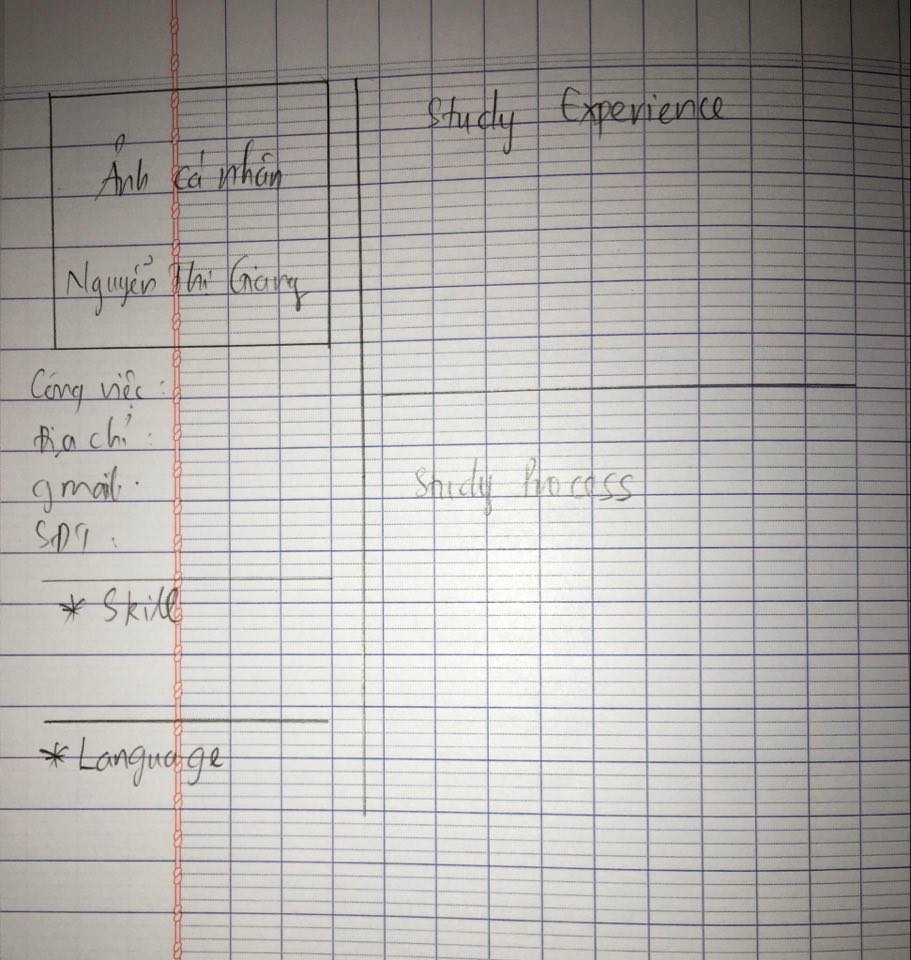 Ảnh cá nhân
Nguyễn Thị Giang
Công việc:
Địa chỉ:
gmail:
SĐT:
* Skill
* Language
Study Experience
Study Process